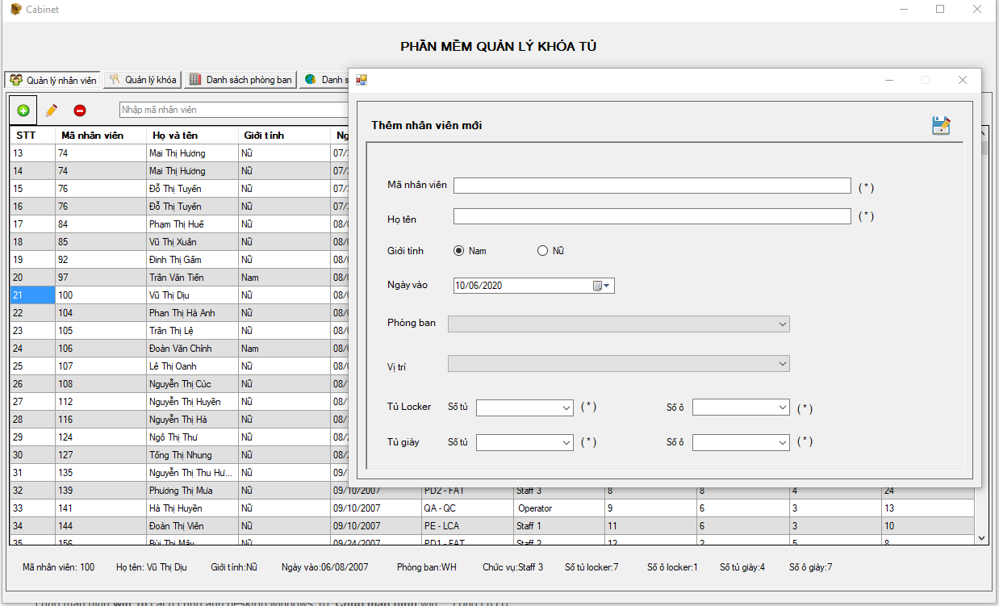 Cabinet
PHẦN MỀM QUẢN LÝ KHÓA TỦ
Quản lý nhân viên Quản lý khóa Danh sách phòng ban Danh s
Nhập mã nhân viên
STT Mã nhân viên Họ và tên Giới tính Ng
13 74 Mai Thị Hương Nữ 07/
14 74 Mai Thị Hương Nữ 07/
15 76 Đỗ Thị Tuyến Nữ 07/
16 76 Đỗ Thị Tuyến Nữ 07/
17 84 Phạm Thị Huế Nữ 08/
18 85 Vũ Thị Xuân Nữ 08/
19 92 Đinh Thị Gấm Nữ 08/
20 97 Trần Văn Tiến Nam 08/
21 100 Vũ Thị Dịu Nữ 08/
22 104 Phan Thị Hà Anh Nữ 08/
23 105 Trần Thị Lệ Nữ 08/
24 106 Đoàn Văn Chỉnh Nam 08/
25 107 Lê Thị Oanh Nữ 08/
26 108 Nguyễn Thị Cúc Nữ 08/
27 112 Nguyễn Thị Huyền Nữ 08/
28 116 Nguyễn Thị Hà Nữ 08/
29 124 Ngô Thị Thư Nữ 08/
30 127 Tống Thị Nhung Nữ 08/
31 135 Nguyễn Thị Thu Hư... Nữ 09/
32 139 Phương Thị Mưa Nữ 09/10/2007 PD2 - FAT Staff 3 8 8 4 24
33 141 Hà Thị Huyền Nữ 09/10/2007 QA - QC Operator 9 6 3 13
34 144 Đoàn Thị Viên Nữ 09/10/2007 PE - LCA Staff 1 11 6 3 10
35 156 Bùi Thị Mây Nữ 09/24/2007 PD1 - FAT Staff 2 12 2 5 8
Thêm nhân viên mới
Mã nhân viên ( * )
Họ tên ( * )
Giới tính Nam Nữ
Ngày vào 10/06/2020
Phòng ban
Vị trí
Tủ Locker Số tủ ( * ) Số ô ( * )
Tủ giày Số tủ ( * ) Số ô ( * )
Mã nhân viên: 100 Họ tên: Vũ Thị Dịu Giới tính:Nữ Ngày vào:06/08/2007 Phòng ban:WH Chức vụ:Staff 3 Số tủ locker:7 Số ô locker:1 Số tủ giày:4 Số ô giày:7